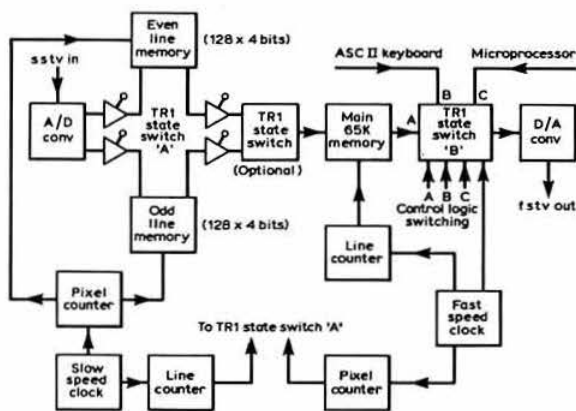 Even
line
memory
(128 x 4 bits)
sstv in
A/D
conv
TR1
state
switch
'A'
TR1
state
switch
(Optional)
Odd
line
memory
(128 x 4 bits)
Main
65K
memory
ASC II keyboard
Microprocessor
A
B
C
TR1
state
switch
'B'
D/A
conv
A B C
Control logic
switching
fstv out
Line
counter
Fast
speed
clock
Pixel
counter
To TR1 state switch 'A'
Slow
speed
clock
Line
counter
Pixel
counter